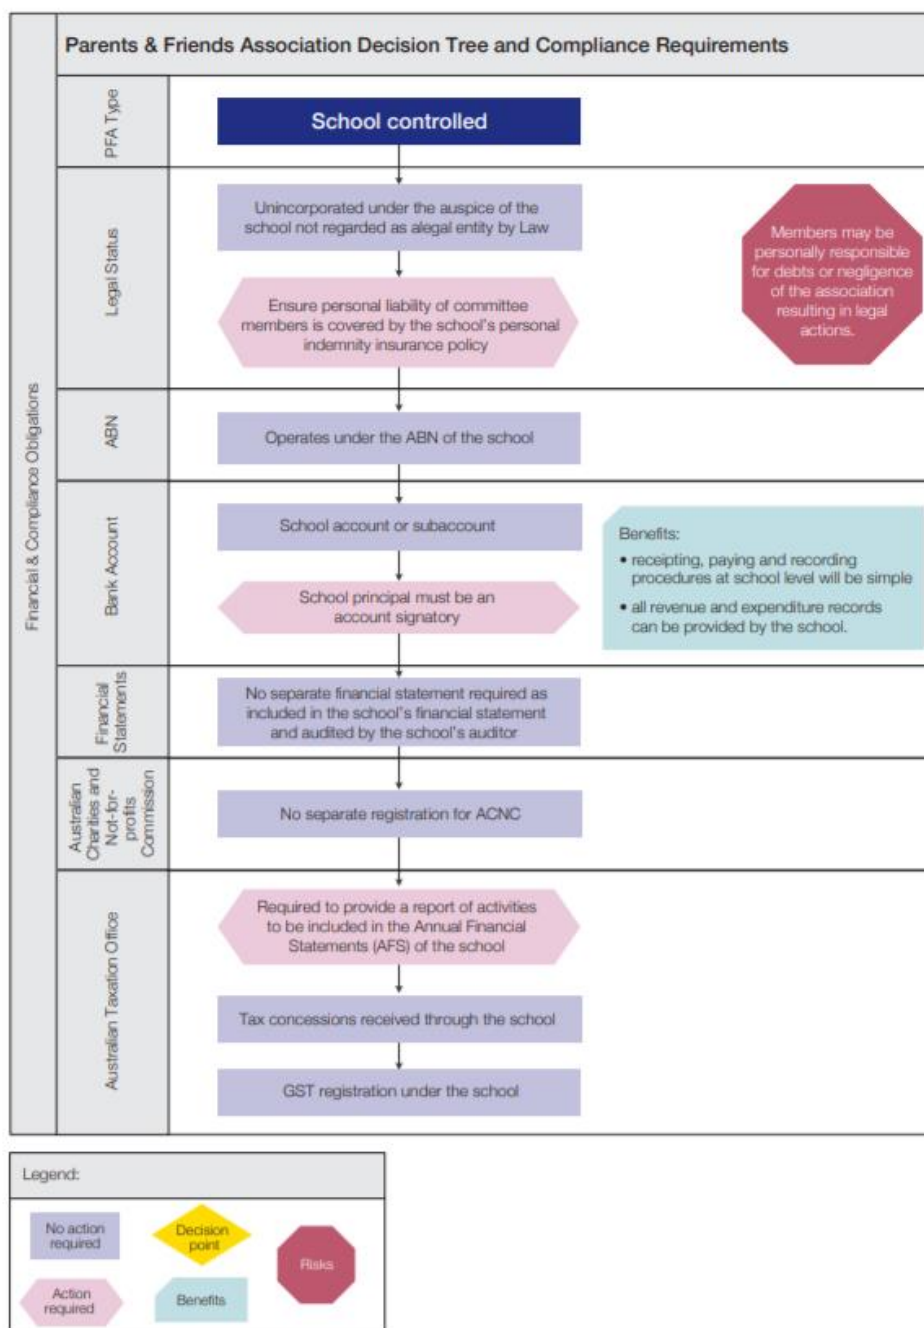 Parents & Friends Association Decision Tree and Compliance Requirements
Financial & Compliance Obligations
PFA Type
School controlled
Legal Status
Unincorporated under the auspice of the
school not regarded as alegal entity by Law
Ensure personal liability of committee
members is covered by the school's personal
indemnity insurance policy
Members may be
personally responsible
for debts or negligence
of the association
resulting in legal
actions.
ABN
Operates under the ABN of the school
Bank Account
School account or subaccount
School principal must be an
account signatory
Benefits:
• receipting, paying and recording
procedures at school level will be simple
• all revenue and expenditure records
can be provided by the school.
Financial
Statements
No separate financial statement required as
included in the school's financial statement
and audited by the school's auditor
Australian
Charities and
Not-for-
profits
Commission
No separate registration for ACNC
Australian Taxation Office
Required to provide a report of activities
to be included in the Annual Financial
Statements (AFS) of the school
Tax concessions received through the school
GST registration under the school
Legend:
No action
required
Decision
point
Risks
Action
required
Benefits